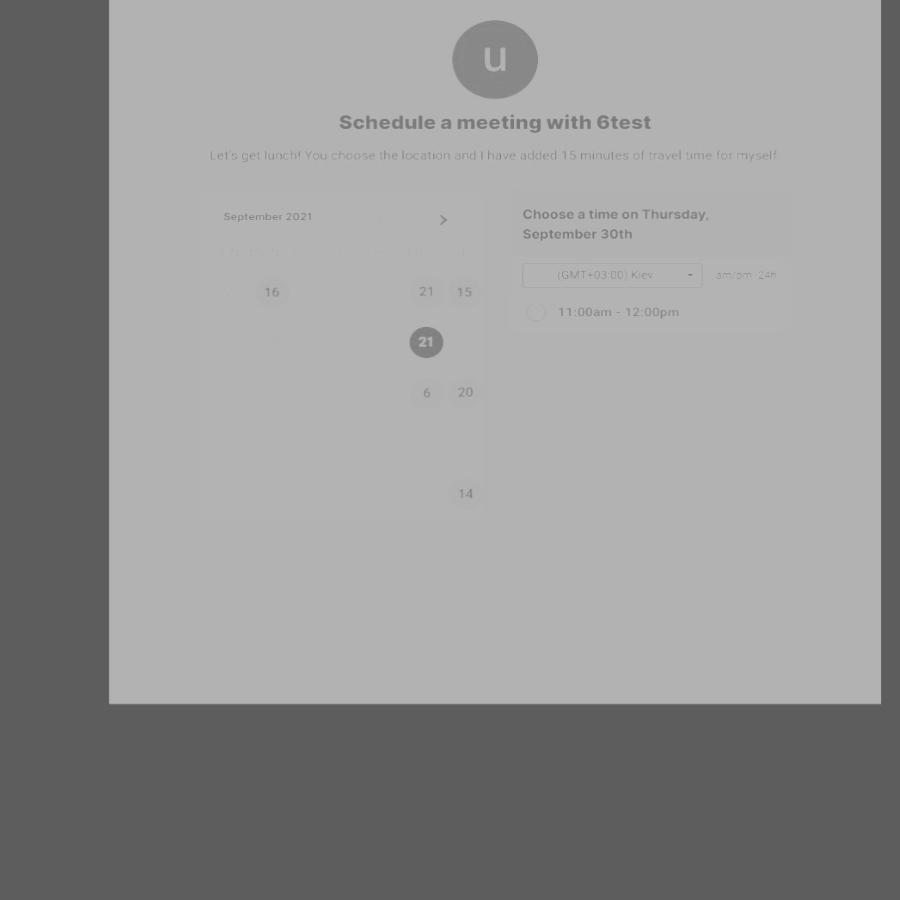 u
Schedule a meeting with 6test
Let's get lunch! You choose the location and I have added 15 minutes of travel time for myself.
September 2021
16 21 15
21
6 20
14
Choose a time on Thursday,
September 30th
(GMT+03:00) Kiev am/pm 24h
11:00am - 12:00pm